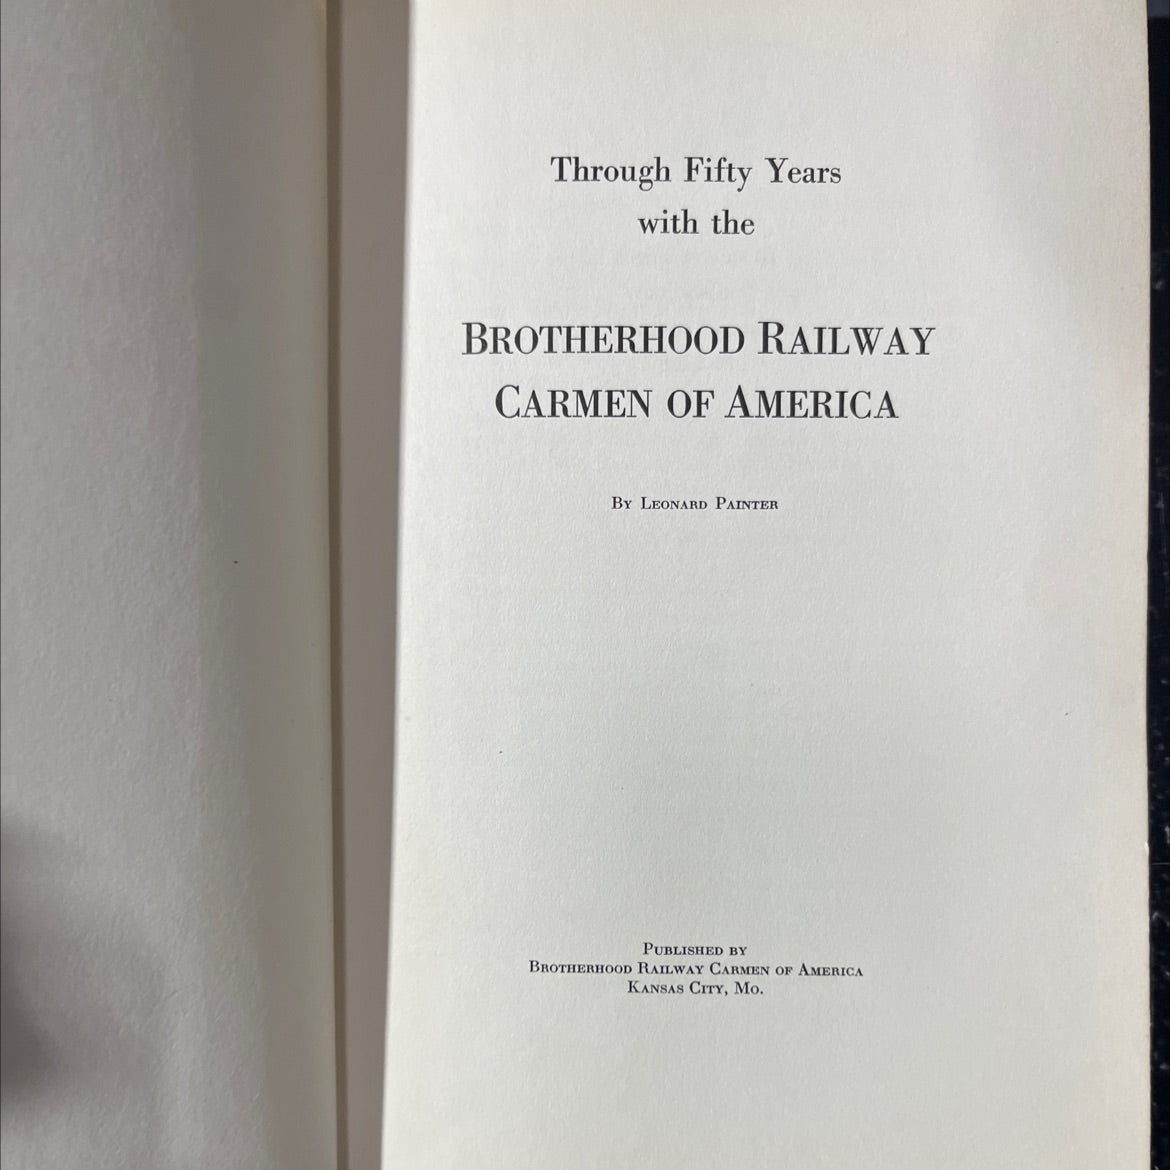 Through Fifty Years
with the
BROTHERHOOD RAILWAY
CARMEN OF AMERICA
BY LEONARD PAINTER
PUBLISHED BY
BROTHERHOOD RAILWAY CARMEN OF AMERICA
KANSAS CITY, MO.